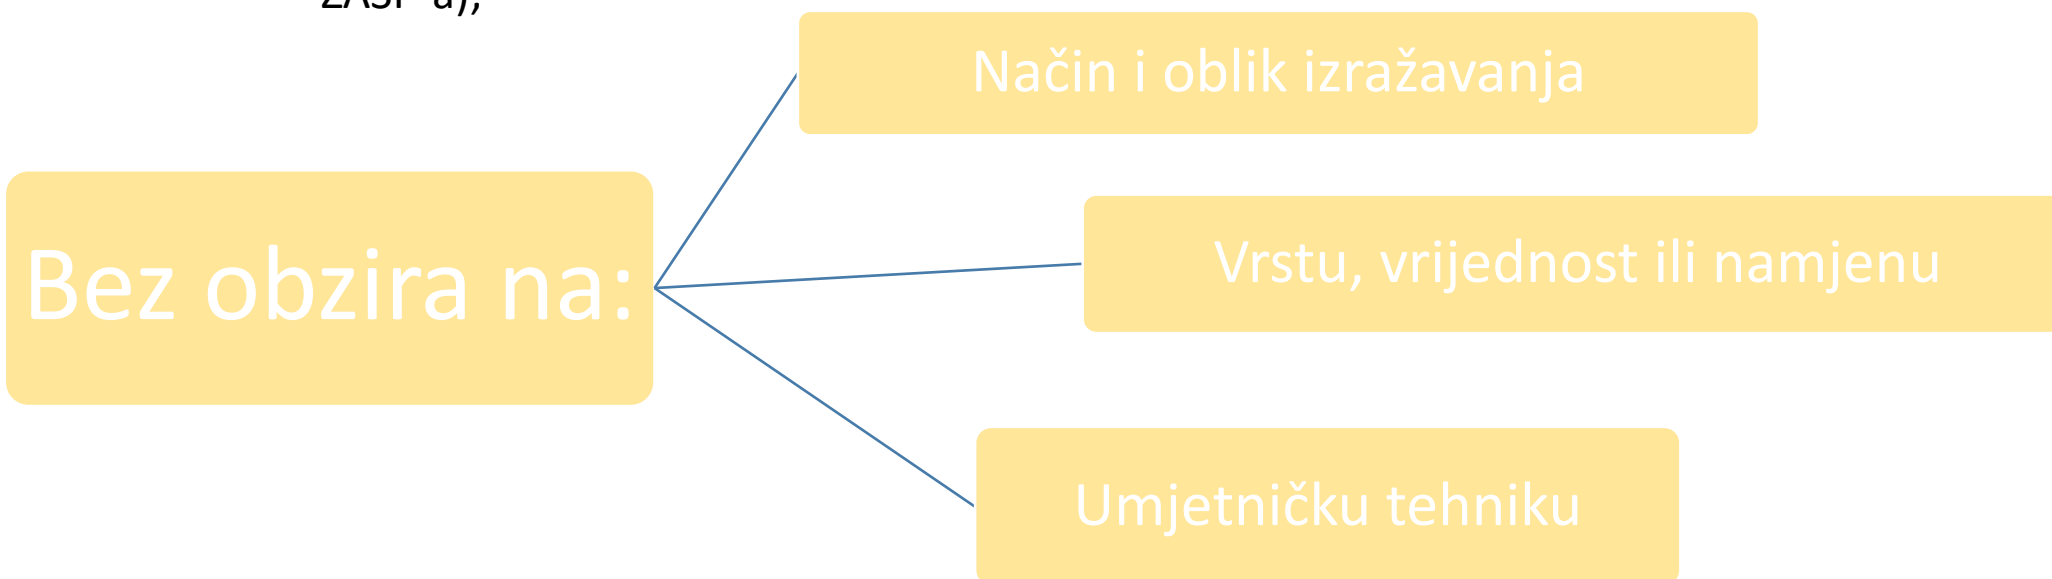 Način i oblik izražavanja
Bez obzira na:
Vrstu, vrijednost ili namjenu
Umjetničku tehniku